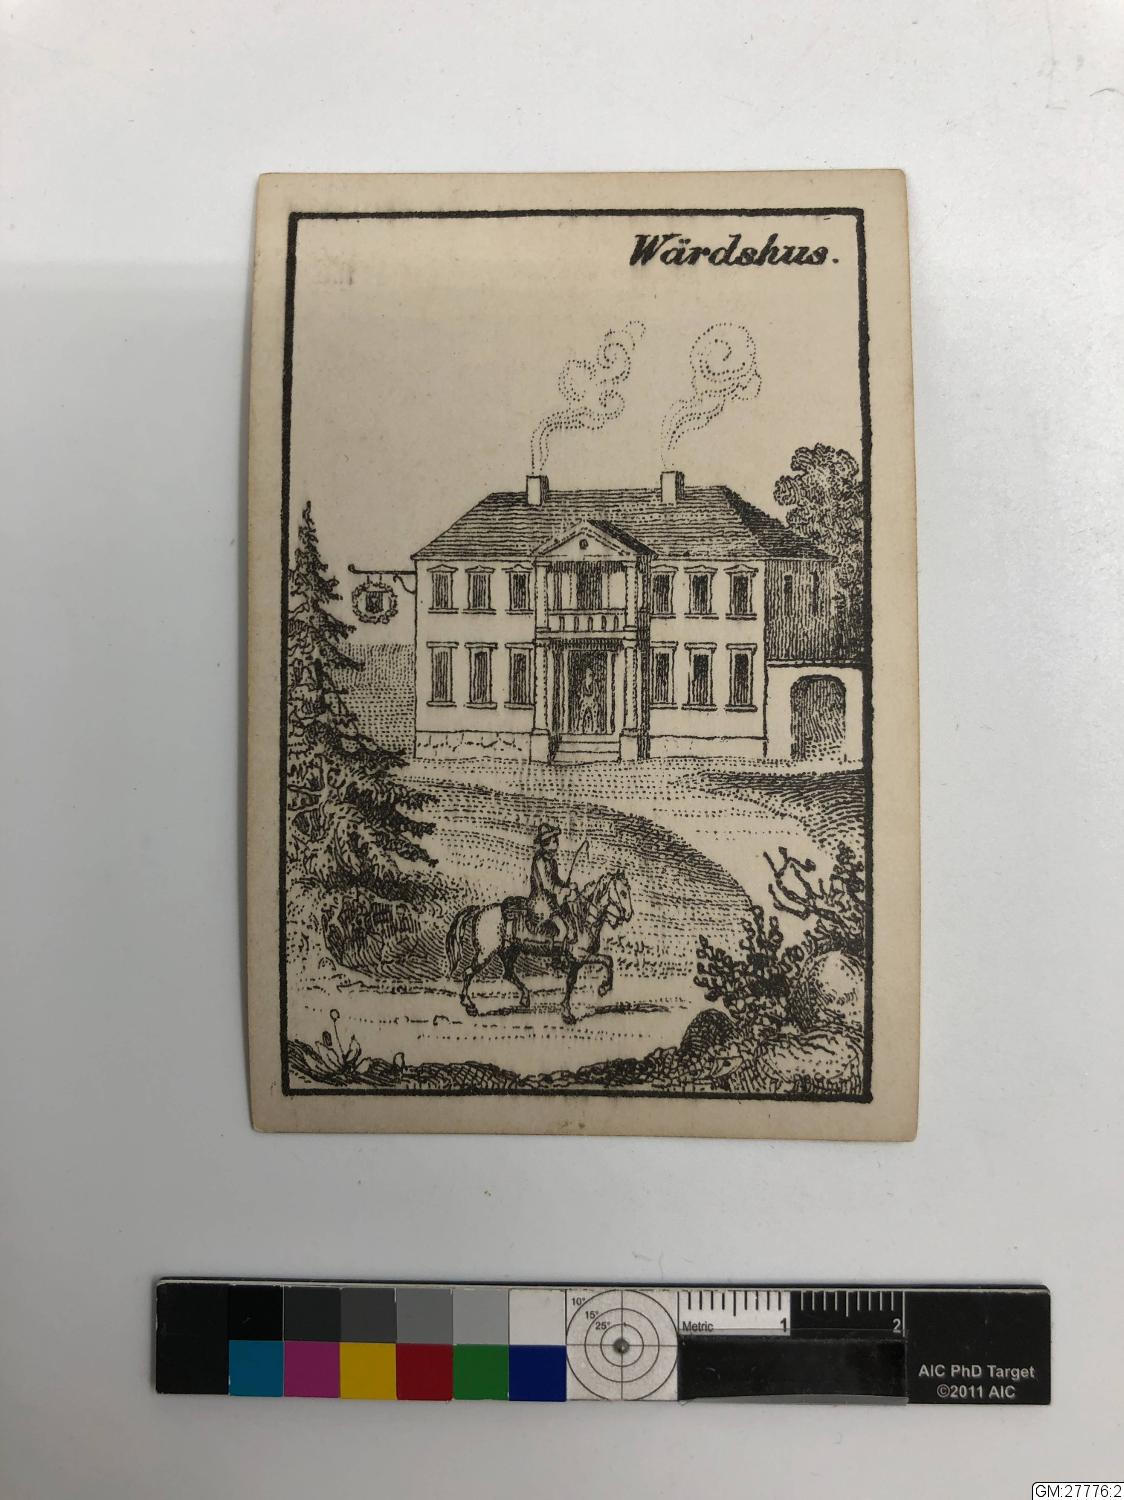 Wärdshus.
10°
15°
25°
Metric 1 2
AIC PhD Target
©2011 AIC
GM:27776:2